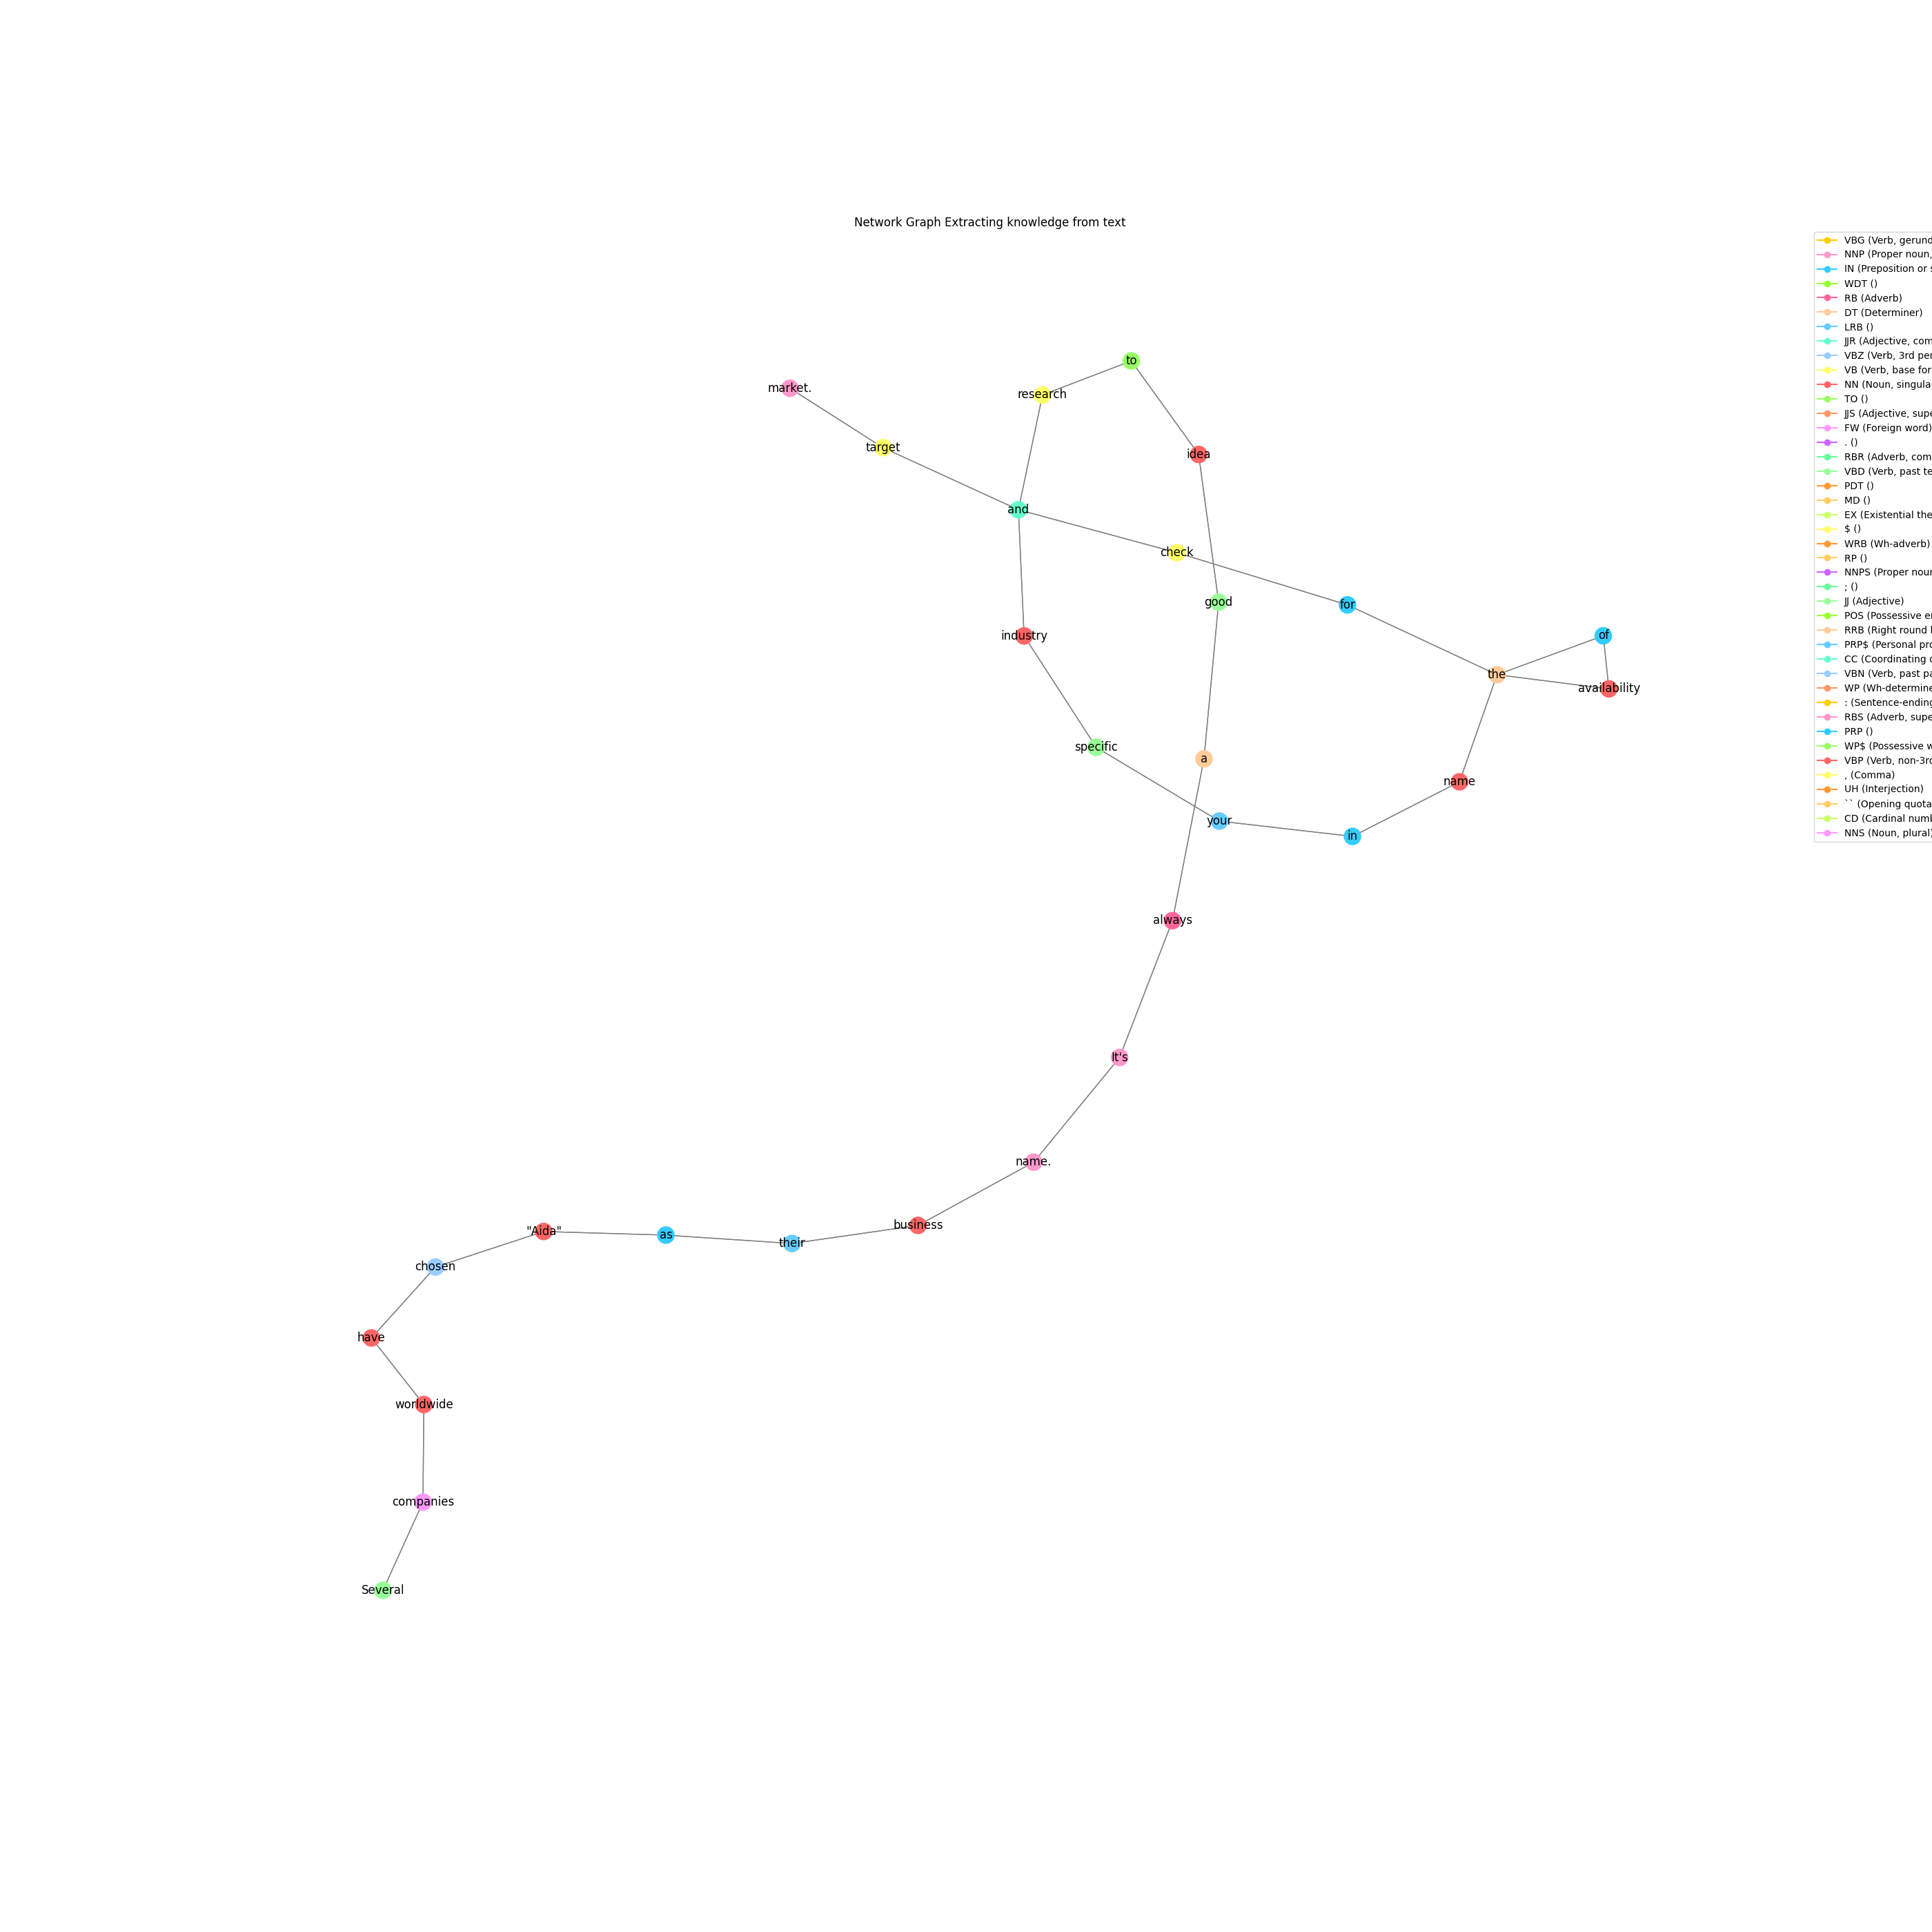 Network Graph Extracting knowledge from text
to
market.
research
target
idea
and
check
good
for
industry
of
the
availability
specific
a
name
your
in
always
It's
name.
business
"Aida"
as
their
chosen
have
worldwide
companies
Several
VBG (Verb, gerund
NNP (Proper noun,
IN (Preposition or s
WDT ()
RB (Adverb)
DT (Determiner)
LRB ()
JJR (Adjective, com
VBZ (Verb, 3rd per
VB (Verb, base for
NN (Noun, singula
TO ()
JJS (Adjective, supe
FW (Foreign word)
. ()
RBR (Adverb, com
VBD (Verb, past te
PDT ()
MD ()
EX (Existential the
$ ()
WRB (Wh-adverb)
RP ()
NNPS (Proper noun
; ()
JJ (Adjective)
POS (Possessive e
RRB (Right round
PRP$ (Personal pro
CC (Coordinating
VBN (Verb, past pa
WP (Wh-determine
: (Sentence-ending
RBS (Adverb, supe
PRP ()
WP$ (Possessive w
VBP (Verb, non-3rd
, (Comma)
UH (Interjection)
`` (Opening quota
CD (Cardinal numb
NNS (Noun, plural)